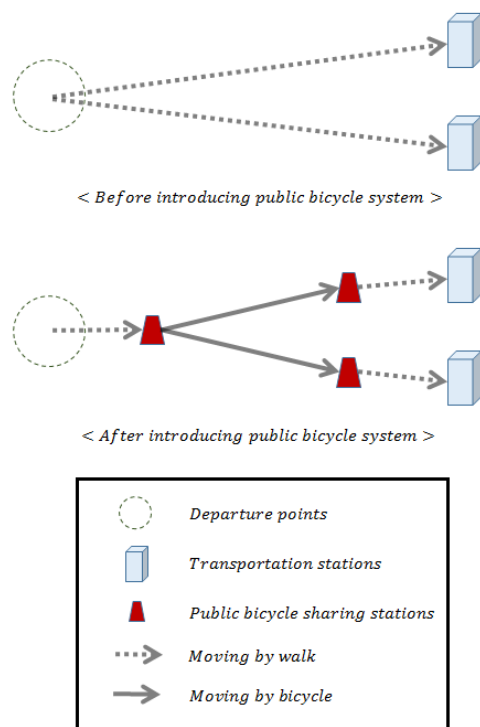 < Before introducing public bicycle system >
< After introducing public bicycle system >
Departure points
Transportation stations
Public bicycle sharing stations
Moving by walk
Moving by bicycle